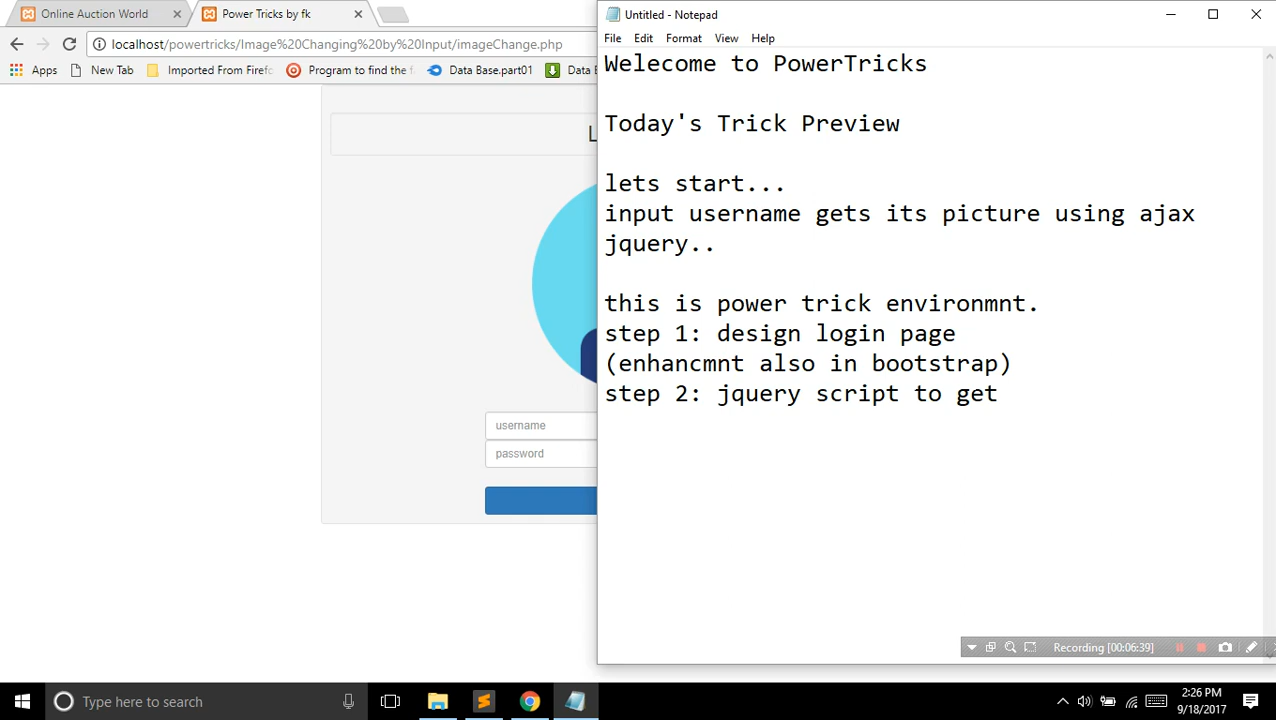 Online Auction World
Power Tricks by fk
localhost/powertricks/Image%20Changing%20by%20Input/imageChange.php
Apps
New Tab
Imported From Firefo
Program to find the f
Data Base.part01
Data B
L
username
password
Untitled - Notepad
File Edit Format View Help
Welecome to PowerTricks
Today's Trick Preview
lets start...
input username gets its picture using ajax
jquery..
this is power trick environmnt.
step 1: design login page
(enhancmnt also in bootstrap)
step 2: jquery script to get
Recording [00:06:39]
Type here to search
2:26 PM
9/18/2017